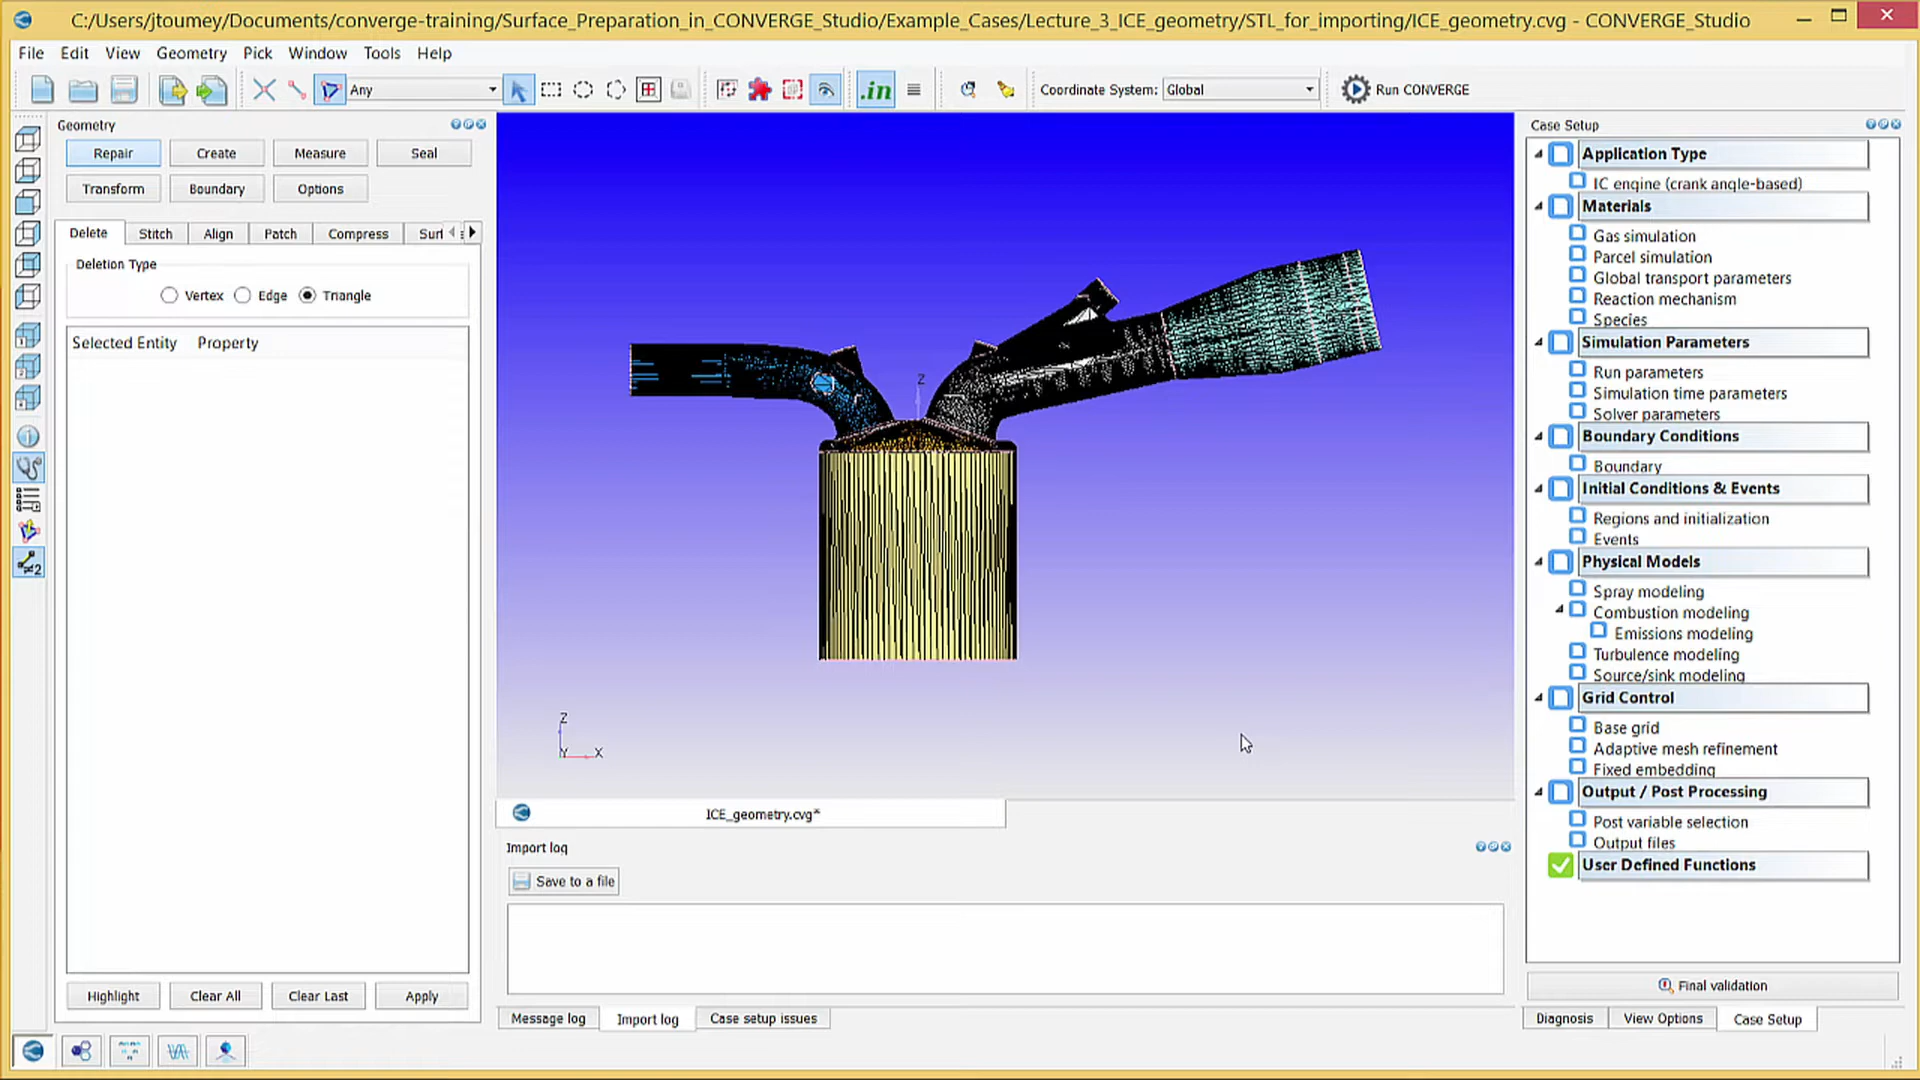 C:/Users/jtoumey/Documents/converge-training/Surface_Preparation_in_CONVERGE_Studio/Example_Cases/Lecture_3_ICE_geometry/STL_for_importing/ICE_geometry.cvg - CONVERGE_Studio
File Edit View Geometry Pick Window Tools Help
Any
.in
Coordinate System: Global
Run CONVERGE
Geometry
Repair Create Measure Seal
Transform Boundary Options
Delete Stitch Align Patch Compress Surf
Deletion Type
Vertex Edge Triangle
Selected Entity Property
Highlight Clear All Clear Last Apply
Z
Z
Y X
ICE_geometry.cvg*
Import log
Save to a file
Message log Import log Case setup issues
Case Setup
Application Type
IC engine (crank angle-based)
Materials
Gas simulation
Parcel simulation
Global transport parameters
Reaction mechanism
Species
Simulation Parameters
Run parameters
Simulation time parameters
Solver parameters
Boundary Conditions
Boundary
Initial Conditions & Events
Regions and initialization
Events
Physical Models
Spray modeling
Combustion modeling
Emissions modeling
Turbulence modeling
Source/sink modeling
Grid Control
Base grid
Adaptive mesh refinement
Fixed embedding
Output / Post Processing
Post variable selection
Output files
User Defined Functions
Final validation
Diagnosis View Options Case Setup